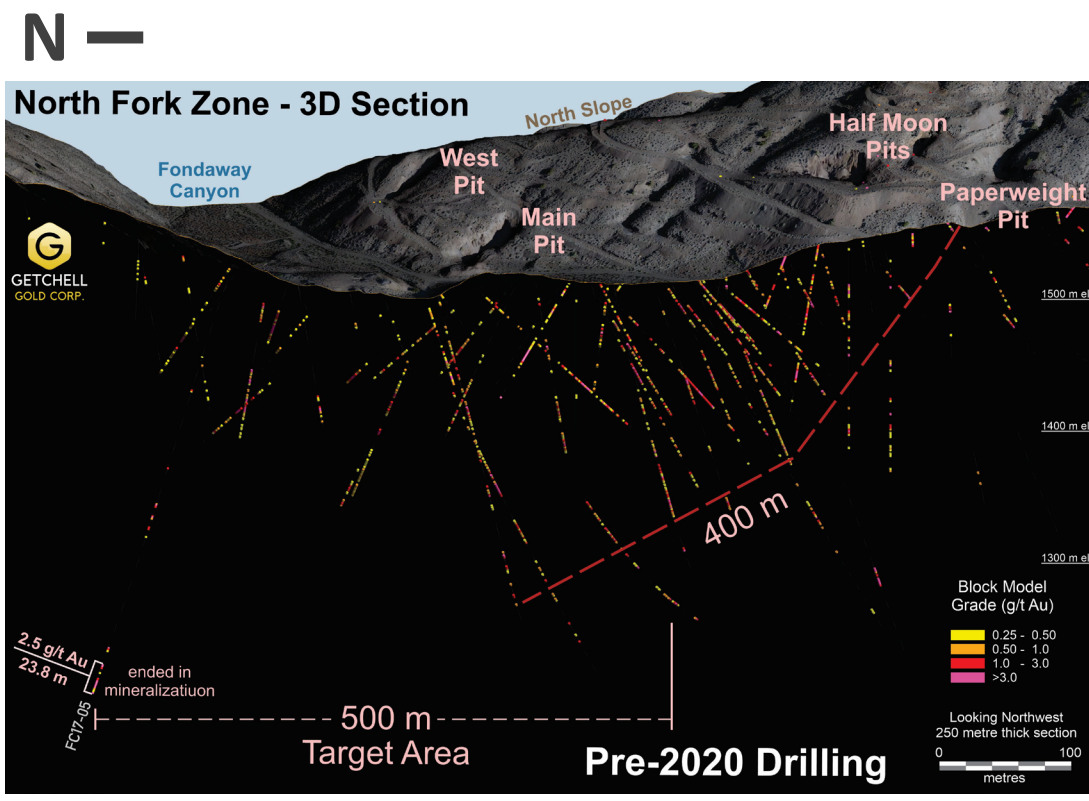 N —
North Fork Zone - 3D Section
North Slope
Half Moon
Pits
West
Pit
Fondaway
Canyon
Paperweight
Pit
Main
Pit
G
GETCHELL
GOLD CORP.
1500 m el
1400 m el
400 m
1300 m el
Block Model
Grade (g/t Au)
0.25 - 0.50
0.50 - 1.0
1.0 - 3.0
>3.0
2.5 g/t Au
23.8 m
ended in
mineralizatiuon
FC17-05
500 m
Target Area
Pre-2020 Drilling
Looking Northwest
250 metre thick section
0 100
metres